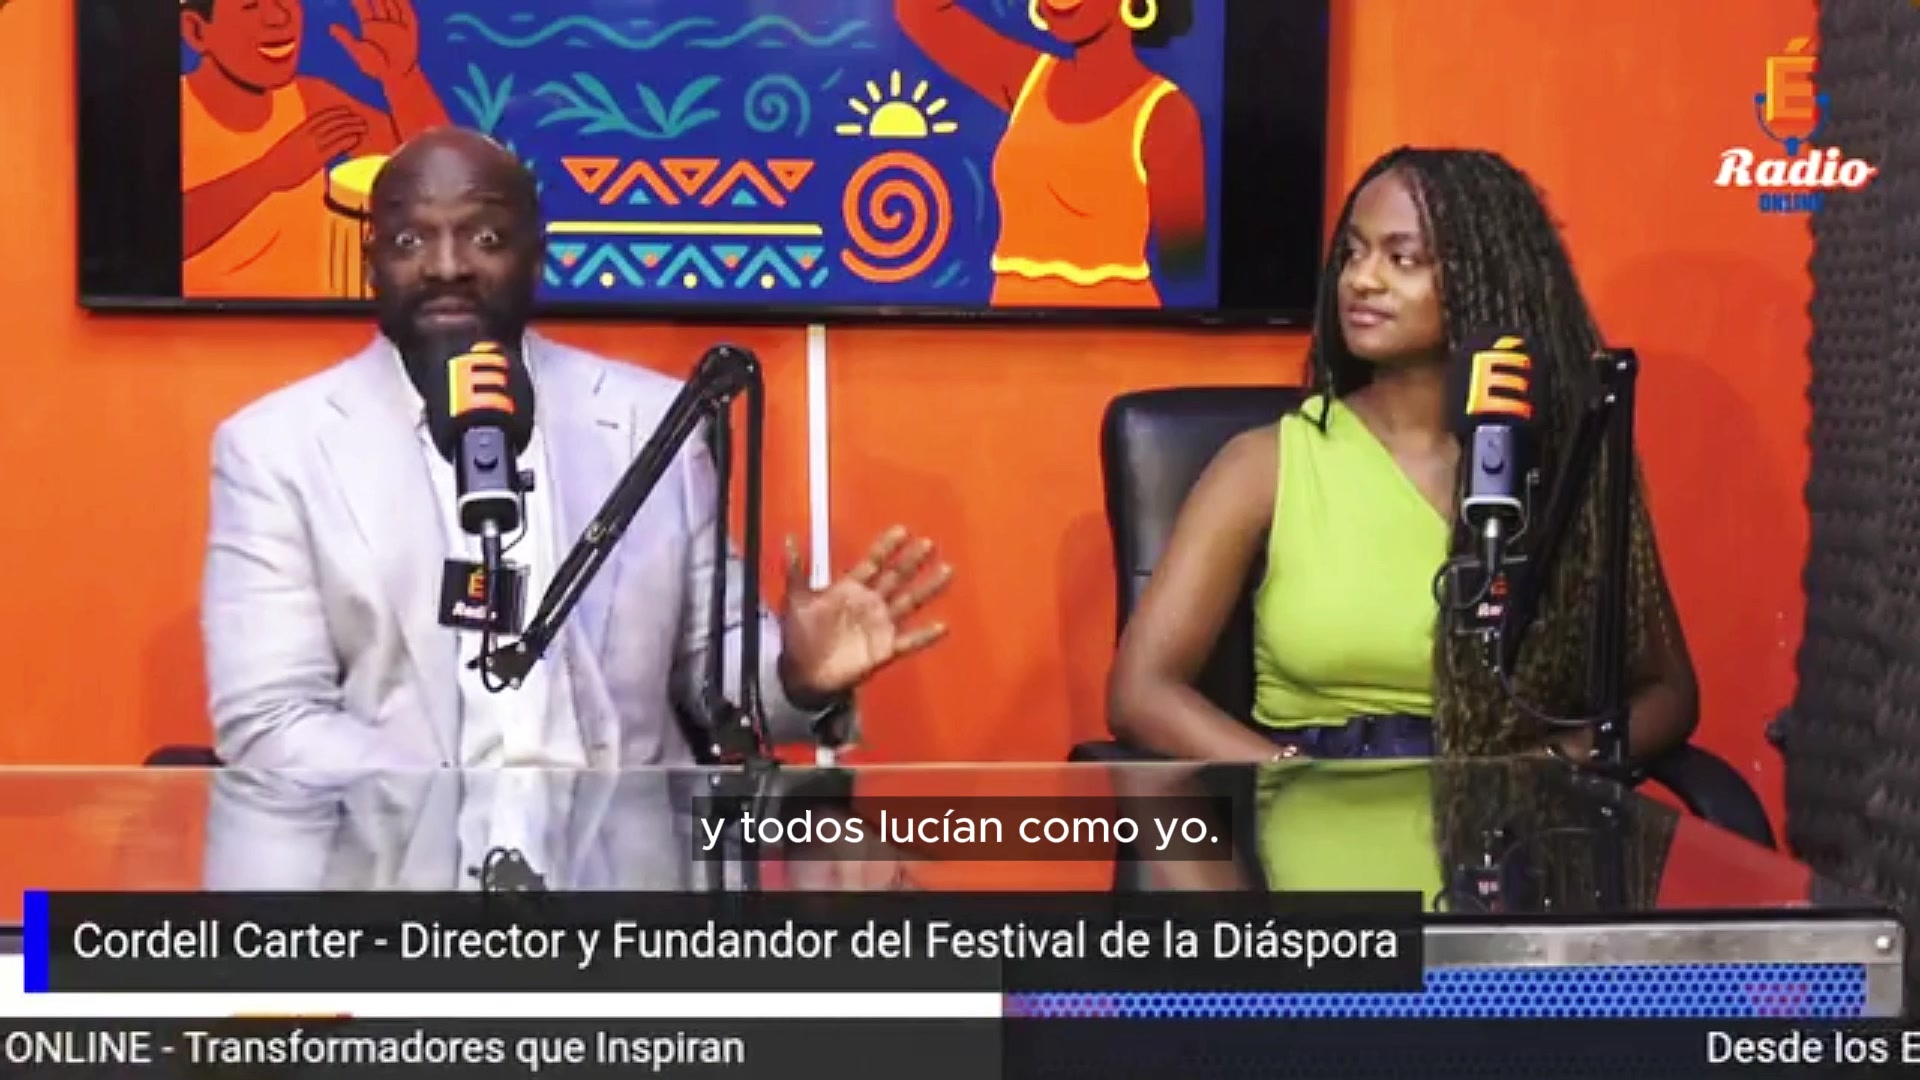 É
Radio
ONLINE
É
É
É
Radio
y todos lucían como yo.
Cordell Carter - Director y Fundandor del Festival de la Diáspora
ONLINE - Transformadores que Inspiran
Desde los E